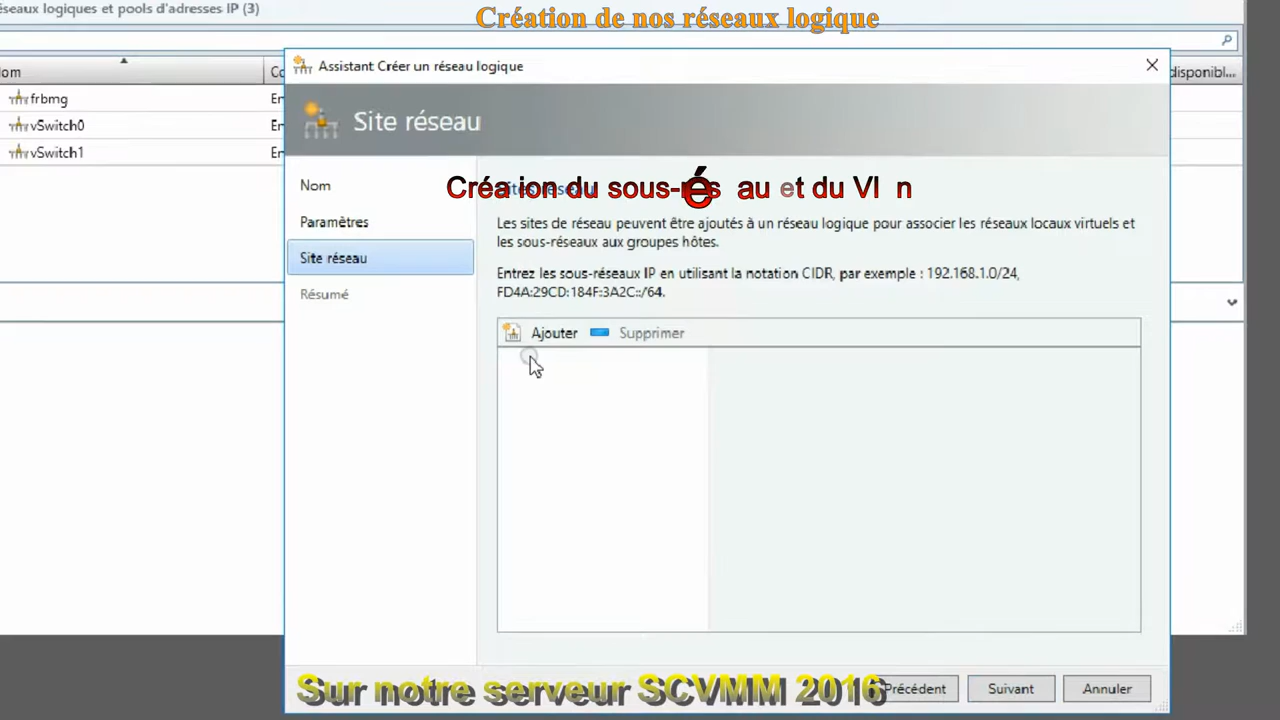 Création de nos réseaux logique
éseaux logiques et pools d'adresses IP (3)
om
Co
disponibl...
frbmg
En
vSwitch0
En
vSwitch1
En
Assistant Créer un réseau logique
Site réseau
Nom
Paramètres
Site réseau
Résumé
Les sites de réseau peuvent être ajoutés à un réseau logique pour associer les réseaux locaux virtuels et
les sous-réseaux aux groupes hôtes.
Entrez les sous-réseaux IP en utilisant la notation CIDR, par exemple : 192.168.1.0/24,
FD4A:29CD:184F:3A2C::/64.
Ajouter Supprimer
Sur notre serveur SCVMM 2016
Précédent Suivant Annuler